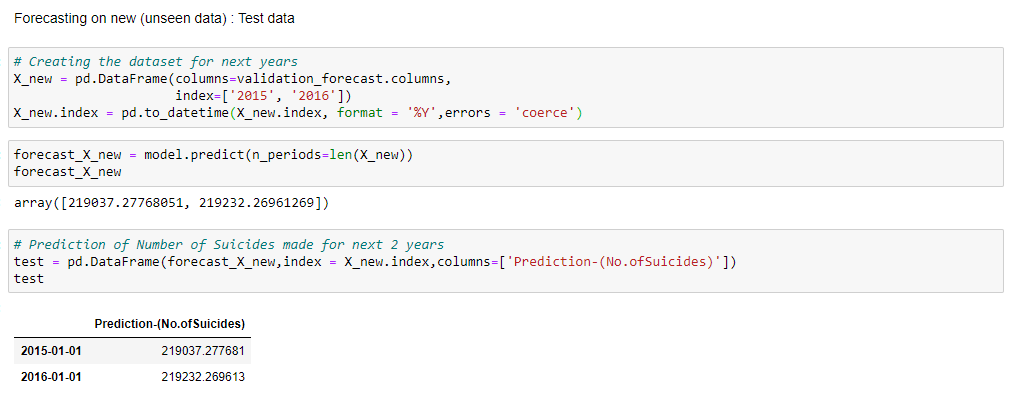 Forecasting on new (unseen data) : Test data
# Creating the dataset for next years
X_new = pd.DataFrame(columns=validation_forecast.columns,
index=['2015', '2016'])
X_new.index = pd.to_datetime(X_new.index, format = '%Y',errors = 'coerce')
forecast_X_new = model.predict(n_periods=len(X_new))
forecast_X_new
array([219037.27768051, 219232.26961269])
# Prediction of Number of Suicides made for next 2 years
test = pd.DataFrame(forecast_X_new,index = X_new.index,columns=['Prediction-(No.ofSuicides)'])
test
Prediction-(No.ofSuicides)
2015-01-01 219037.277681
2016-01-01 219232.269613